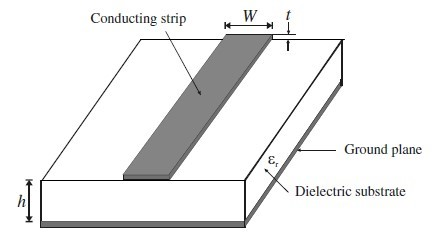 Conducting strip
W
t
Ground plane
εr
Dielectric substrate
h